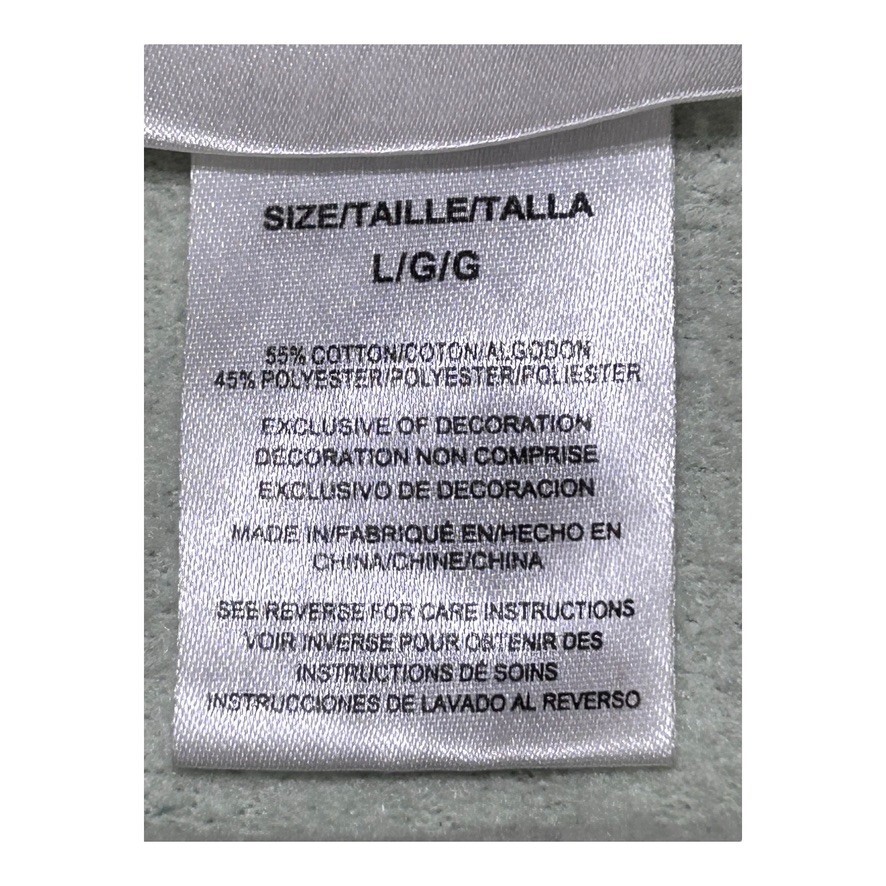 SIZE/TAILLE/TALLA
L/G/G
55% COTTON/COTON/ALGODON
45% POLYESTER/POLYESTER/POLIESTER
EXCLUSIVE OF DECORATION
DÉCORATION NON COMPRISE
EXCLUSIVO DE DECORACION
MADE IN/FABRIQUÉ EN/HECHO EN
CHINA/CHINE/CHINA
SEE REVERSE FOR CARE INSTRUCTIONS
VOIR INVERSE POUR OBTENIR DES
INSTRUCTIONS DE SOINS
INSTRUCCIONES DE LAVADO AL REVERSO